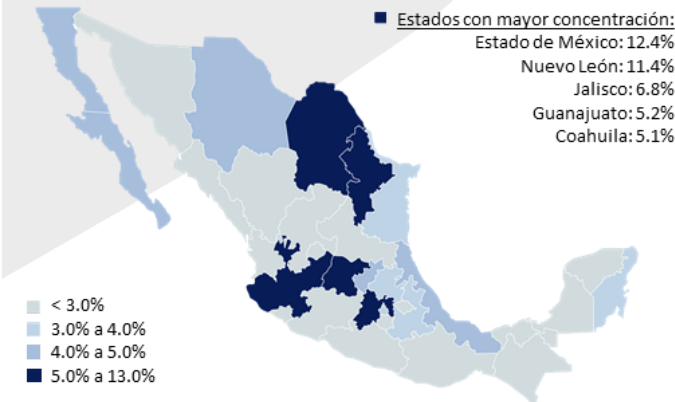 Estados con mayor concentración:
Estado de México: 12.4%
Nuevo León: 11.4%
Jalisco: 6.8%
Guanajuato: 5.2%
Coahuila: 5.1%
< 3.0%
3.0% a 4.0%
4.0% a 5.0%
5.0% a 13.0%